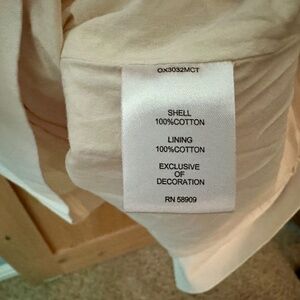 OX3032MCT
SHELL
100%COTTON
LINING
100%COTTON
EXCLUSIVE
OF
DECORATION
RN 58909